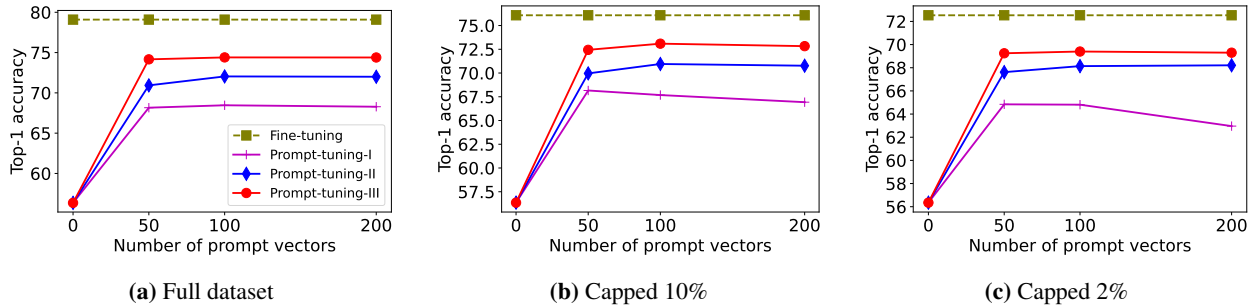 80
75
70
65
60
Top-1 accuracy
0
50
100
200
Number of prompt vectors
Fine-tuning
Prompt-tuning-I
Prompt-tuning-II
Prompt-tuning-III
(a) Full dataset
75.0
72.5
70.0
67.5
65.0
62.5
60.0
57.5
Top-1 accuracy
0
50
100
200
Number of prompt vectors
(b) Capped 10%
72
70
68
66
64
62
60
58
56
Top-1 accuracy
0
50
100
200
Number of prompt vectors
(c) Capped 2%